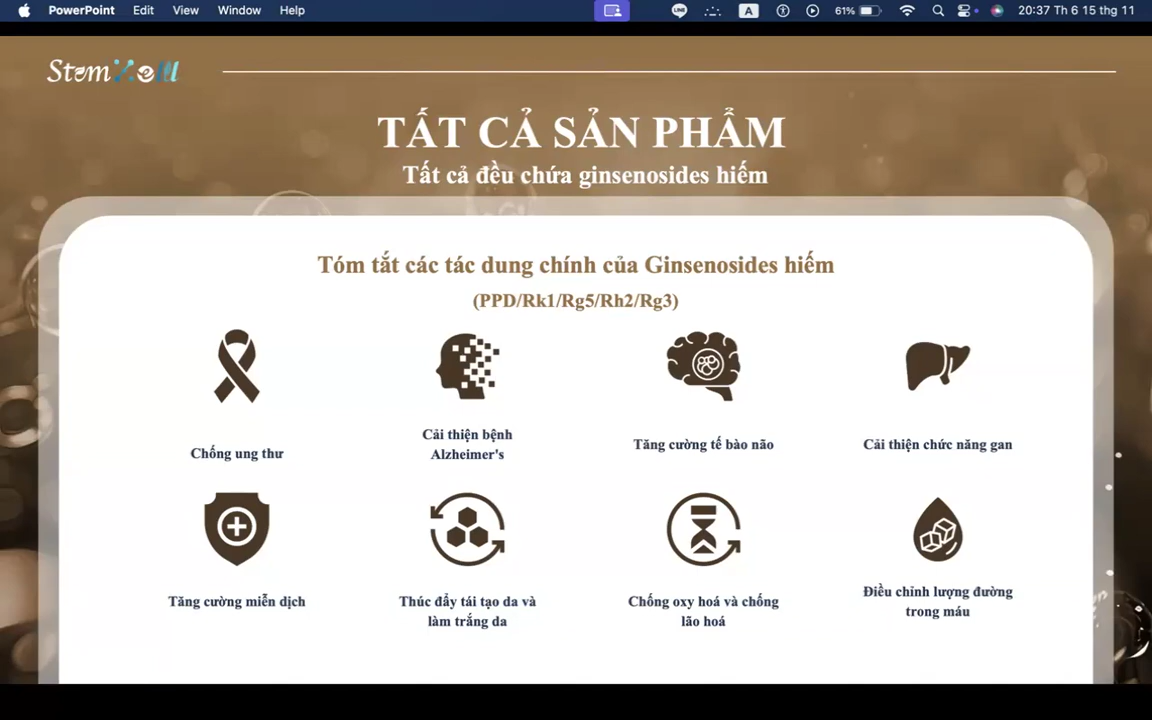 PowerPoint Edit View Window Help
LINE A 61% 20:37 Th 6 15 thg 11
StemXell
TẤT CẢ SẢN PHẨM
Tất cả đều chứa ginsenosides hiếm
Tóm tắt các tác dung chính của Ginsenosides hiếm
(PPD/Rk1/Rg5/Rh2/Rg3)
Chống ung thư
Cải thiện bệnh
Alzheimer's
Tăng cường tế bào não
Cải thiện chức năng gan
Tăng cường miễn dịch
Thúc đẩy tái tạo da và
làm trắng da
Chống oxy hoá và chống
lão hoá
Điều chỉnh lượng đường
trong máu